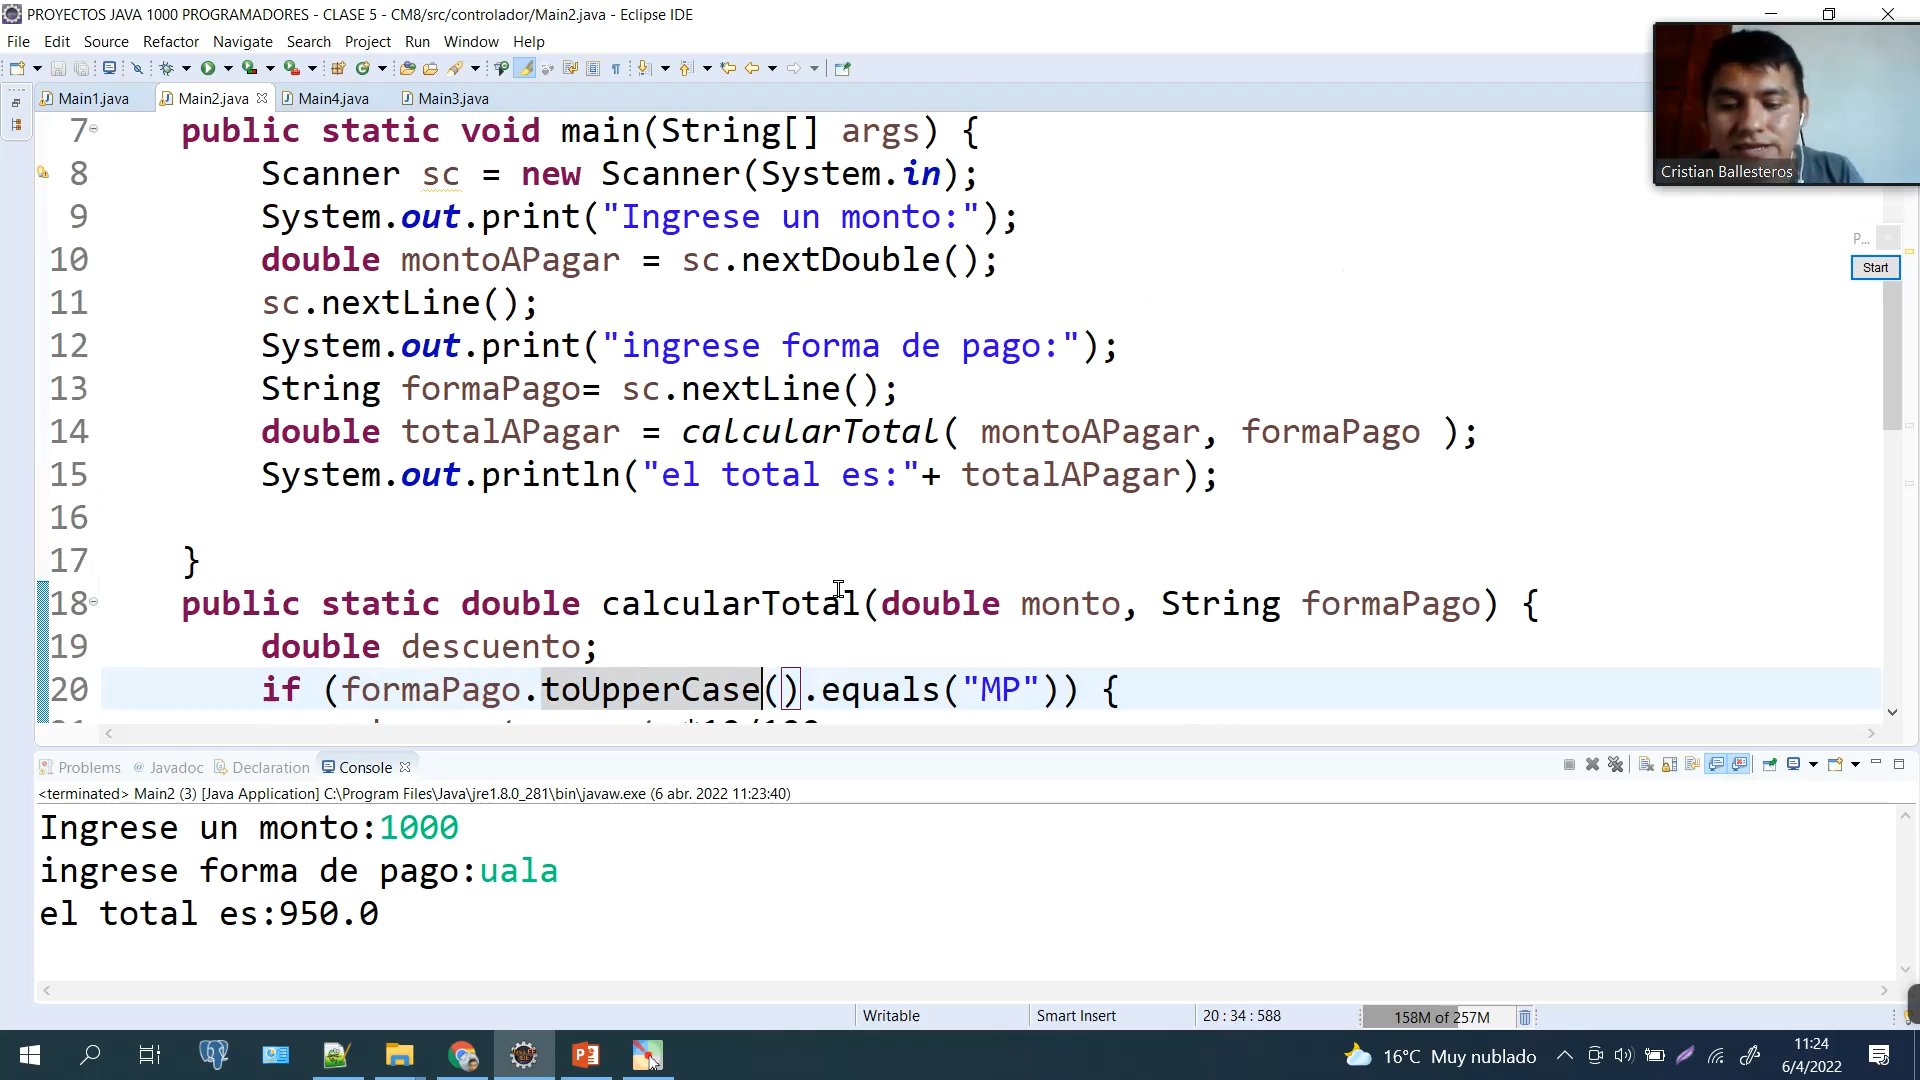 PROYECTOS JAVA 1000 PROGRAMADORES - CLASE 5 - CM8/src/controlador/Main2.java - Eclipse IDE
File Edit Source Refactor Navigate Search Project Run Window Help
Main1.java Main2.java Main4.java Main3.java
Cristian Ballesteros
P...
Start
7 public static void main(String[] args) {
8 Scanner sc = new Scanner(System.in);
9 System.out.print("Ingrese un monto:");
10 double montoAPagar = sc.nextDouble();
11 sc.nextLine();
12 System.out.print("ingrese forma de pago:");
13 String formaPago= sc.nextLine();
14 double totalAPagar = calcularTotal( montoAPagar, formaPago );
15 System.out.println("el total es:"+ totalAPagar);
16
17 }
18 public static double calcularTotal(double monto, String formaPago) {
19 double descuento;
20 if (formaPago.toUpperCase().equals("MP")) {
Problems Javadoc Declaration Console
<terminated> Main2 (3) [Java Application] C:\Program Files\Java\jre1.8.0_281\bin\javaw.exe (6 abr. 2022 11:23:40)
Ingrese un monto:1000
ingrese forma de pago:uala
el total es:950.0
Writable Smart Insert 20 : 34 : 588 158M of 257M
16°C Muy nublado 11:24
6/4/2022